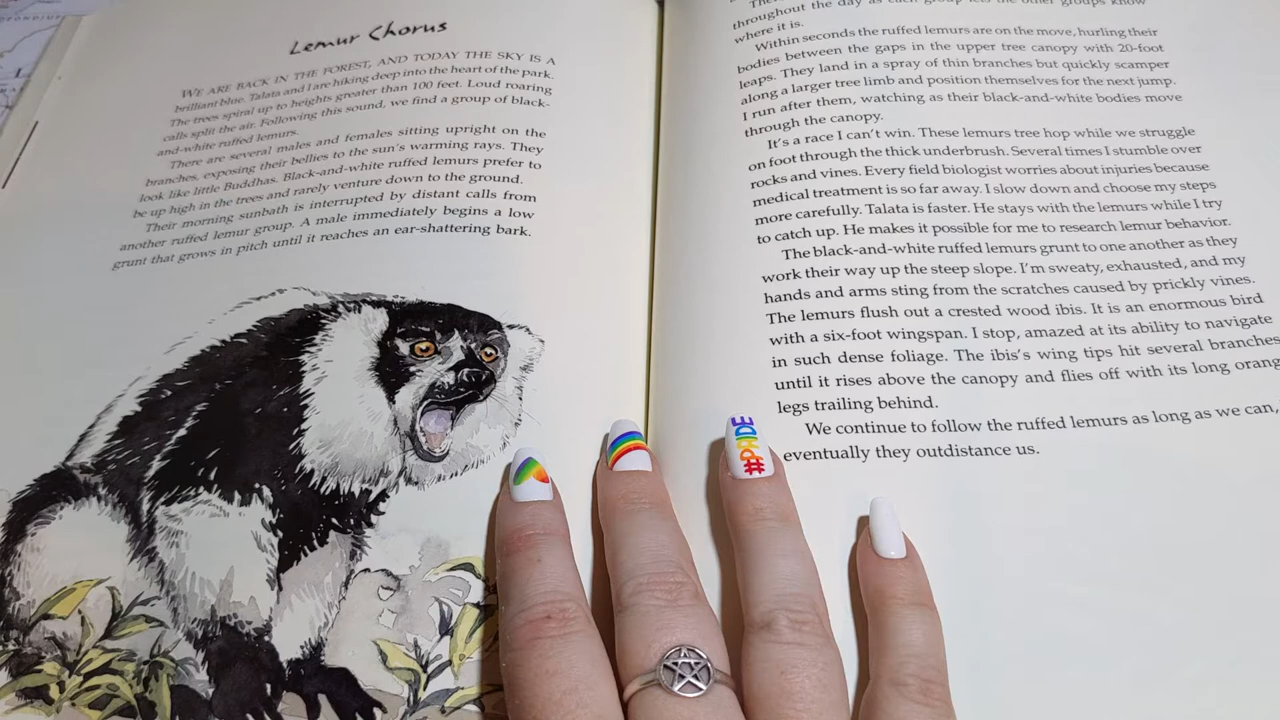 Lemur Chorus
WE ARE BACK IN THE FOREST, AND TODAY THE SKY IS A
brilliant blue. Talata and I are hiking deep into the heart of the park.
The trees spiral up to heights greater than 100 feet. Loud roaring
calls split the air. Following this sound, we find a group of black-
and-white ruffed lemurs.
There are several males and females sitting upright on the
branches, exposing their bellies to the sun's warming rays. They
look like little Buddhas. Black-and-white ruffed lemurs prefer to
be up high in the trees and rarely venture down to the ground.
Their morning sunbath is interrupted by distant calls from
another ruffed lemur group. A male immediately begins a low
grunt that grows in pitch until it reaches an ear-shattering bark.
throughout the day as each group lets the other groups know
where it is.
Within seconds the ruffed lemurs are on the move, hurling their
bodies between the gaps in the upper tree canopy with 20-foot
leaps. They land in a spray of thin branches but quickly scamper
along a larger tree limb and position themselves for the next jump.
I run after them, watching as their black-and-white bodies move
through the canopy.
It's a race I can't win. These lemurs tree hop while we struggle
on foot through the thick underbrush. Several times I stumble over
rocks and vines. Every field biologist worries about injuries because
medical treatment is so far away. I slow down and choose my steps
more carefully. Talata is faster. He stays with the lemurs while I try
to catch up. He makes it possible for me to research lemur behavior.
The black-and-white ruffed lemurs grunt to one another as they
work their way up the steep slope. I'm sweaty, exhausted, and my
hands and arms sting from the scratches caused by prickly vines.
The lemurs flush out a crested wood ibis. It is an enormous bird
with a six-foot wingspan. I stop, amazed at its ability to navigate
in such dense foliage. The ibis's wing tips hit several branches
until it rises above the canopy and flies off with its long orang
legs trailing behind.
We continue to follow the ruffed lemurs as long as we can,
eventually they outdistance us.
#PRIDE